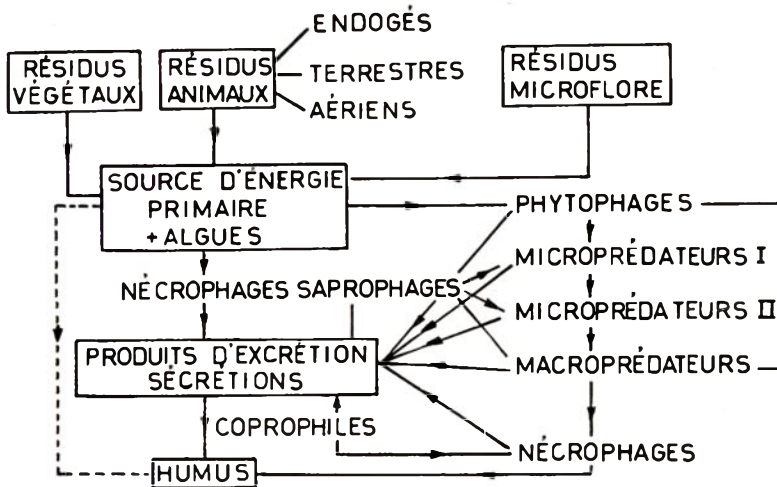 ENDOGÉS
RÉSIDUS
VÉGÉTAUX
RÉSIDUS
ANIMAUX
TERRESTRES
AÉRIENS
RÉSIDUS
MICROFLORE
SOURCE D'ÉNERGIE
PRIMAIRE
+ ALGUES
PHYTOPHAGES
MICROPRÉDATEURS I
NÉCROPHAGES SAPROPHAGES
MICROPRÉDATEURS II
PRODUITS D'EXCRÉTION
SÉCRÉTIONS
MACROPRÉDATEURS
COPROPHILES
NÉCROPHAGES
HUMUS